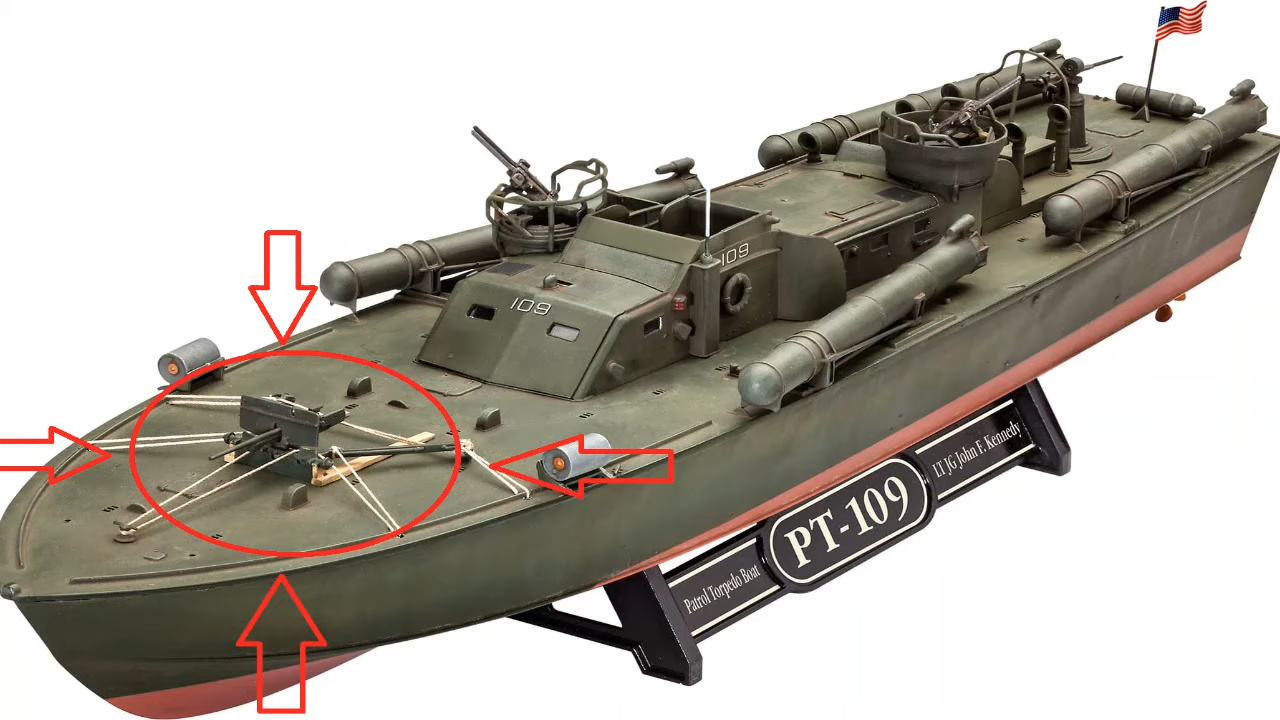 109
109
Patrol Torpedo Boat
PT-109
LT JG John F. Kennedy